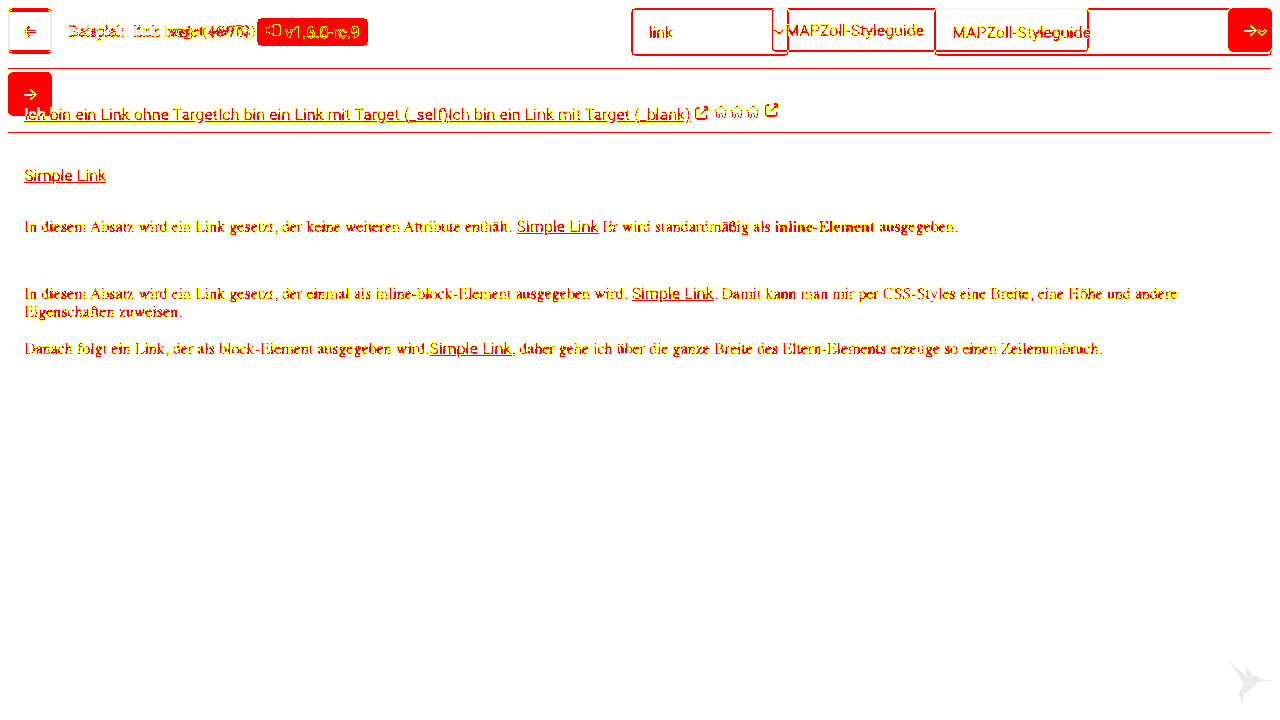 Beispiel: link
v1.6.0-rc.9
link
MAPZoll-Styleguide
MAPZoll-Styleguide
Ich bin ein Link ohne TargetIch bin ein Link mit Target (_self)Ich bin ein Link mit Target (_blank)
Simple Link
In diesem Absatz wird ein Link gesetzt, der keine weiteren Attribute enthält. Simple Link Er wird standardmäßig als inline-Element ausgegeben.
In diesem Absatz wird ein Link gesetzt, der einmal als inline-block-Element ausgegeben wird. Simple Link. Damit kann man mir per CSS-Styles eine Breite, eine Höhe und andere
Eigenschaften zuweisen.
Danach folgt ein Link, der als block-Element ausgegeben wird.Simple Link, daher gehe ich über die ganze Breite des Eltern-Elements erzeuge so einen Zeilenumbruch.